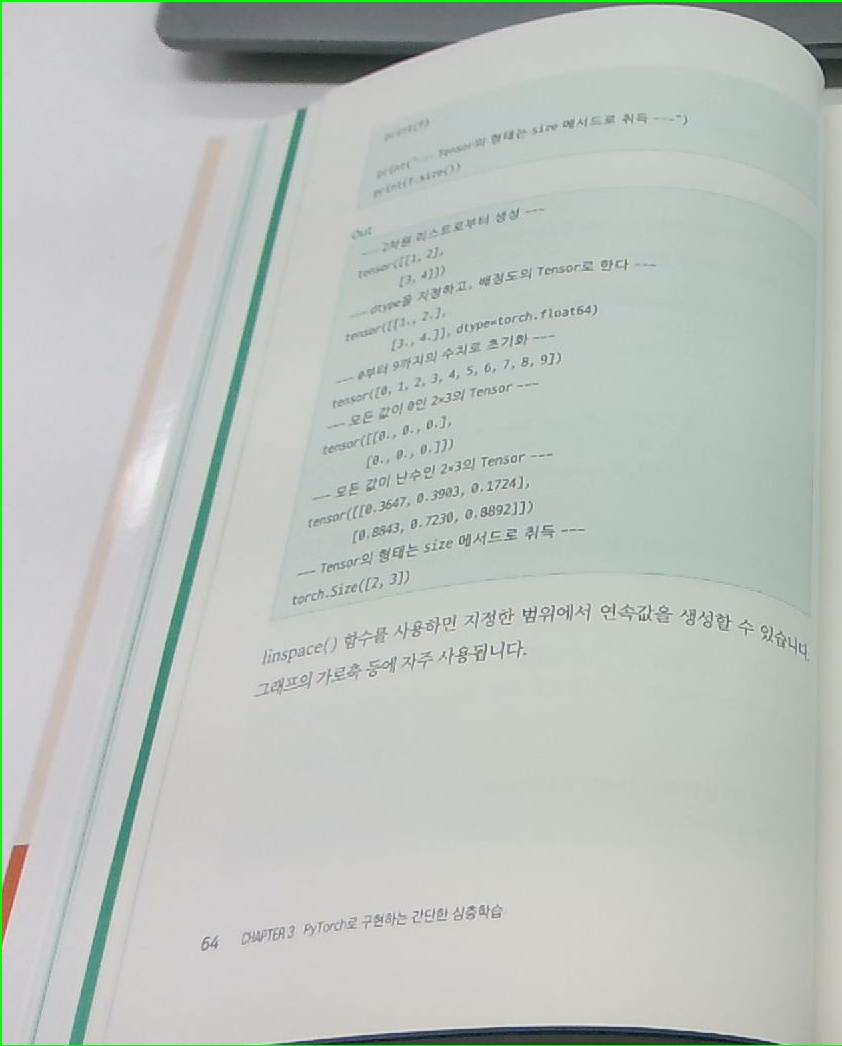 print(f)
print("--- Tensor의 형태는 size 메서드로 취득 ---")
print(f.size())
Out
--- 2차원 리스트로부터 생성 ---
tensor([[1, 2],
[3, 4]])
--- dtype을 지정하고, 배정도의 Tensor로 한다 ---
tensor([[1., 2.],
[3., 4.]], dtype=torch.float64)
--- 0부터 9까지의 수치로 초기화 ---
tensor([0, 1, 2, 3, 4, 5, 6, 7, 8, 9])
--- 모든 값이 0인 2×3의 Tensor ---
tensor([[0., 0., 0.],
[0., 0., 0.]])
--- 모든 값이 난수인 2×3의 Tensor ---
tensor([[0.3647, 0.3903, 0.1724],
[0.8843, 0.7230, 0.8892]])
--- Tensor의 형태는 size 메서드로 취득 ---
torch.Size([2, 3])
linspace() 함수를 사용하면 지정한 범위에서 연속값을 생성할 수 있습니다.
그래프의 가로축 등에 자주 사용됩니다.
64 CHAPTER 3 PyTorch로 구현하는 간단한 심층학습